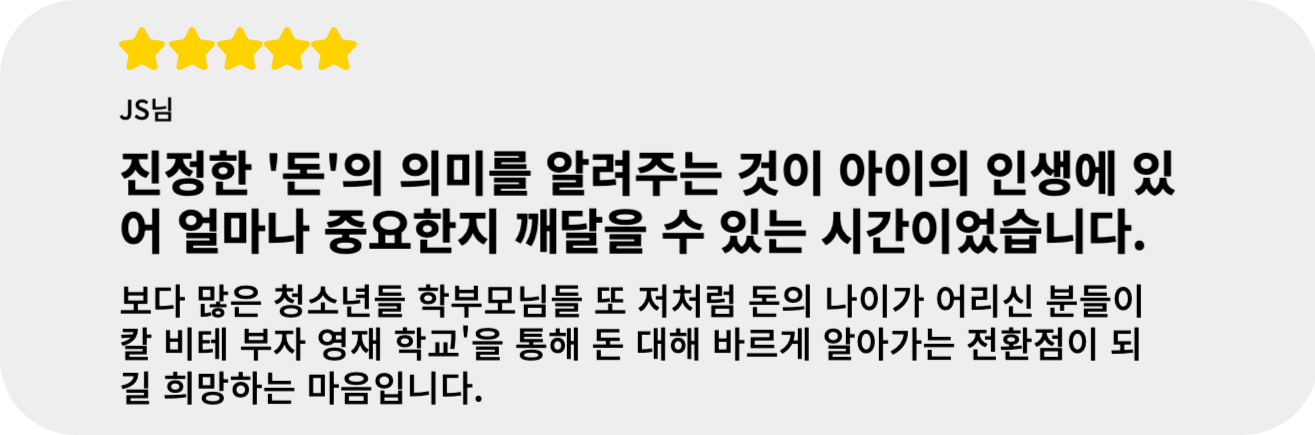 JS님
진정한 '돈'의 의미를 알려주는 것이 아이의 인생에 있
어 얼마나 중요한지 깨달을 수 있는 시간이었습니다.
보다 많은 청소년들 학부모님들 또 저처럼 돈의 나이가 어리신 분들이
칼 비테 부자 영재 학교'을 통해 돈 대해 바르게 알아가는 전환점이 되
길 희망하는 마음입니다.